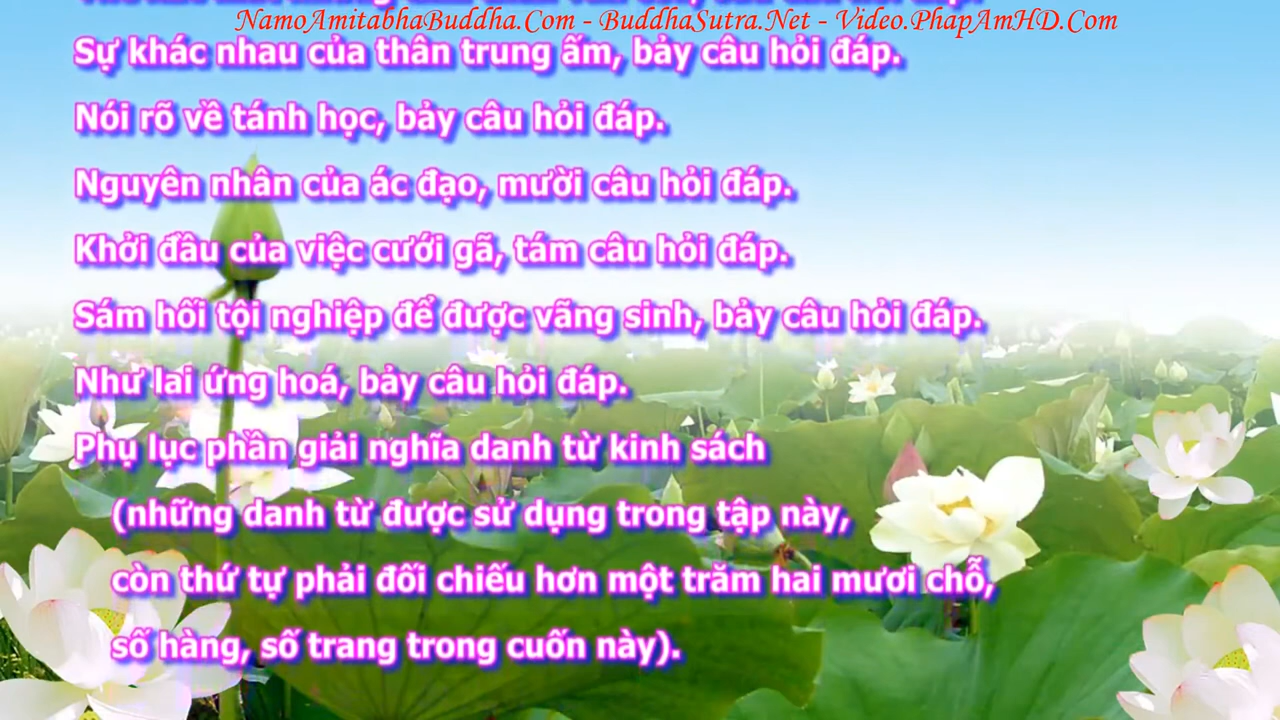 NamoAmitabhaBuddha.Com - BuddhaSutra.Net - Video.PhapAmHD.Com
Sự khác nhau của thân trung ấm, bảy câu hỏi đáp.
Nói rõ về tánh học, bảy câu hỏi đáp.
Nguyên nhân của ác đạo, mười câu hỏi đáp.
Khởi đầu của việc cưới gã, tám câu hỏi đáp.
Sám hối tội nghiệp để được vãng sinh, bảy câu hỏi đáp.
Như lai ứng hoá, bảy câu hỏi đáp.
Phụ lục phần giải nghĩa danh từ kinh sách
(những danh từ được sử dụng trong tập này,
còn thứ tự phải đối chiếu hơn một trăm hai mươi chỗ,
số hàng, số trang trong cuốn này).